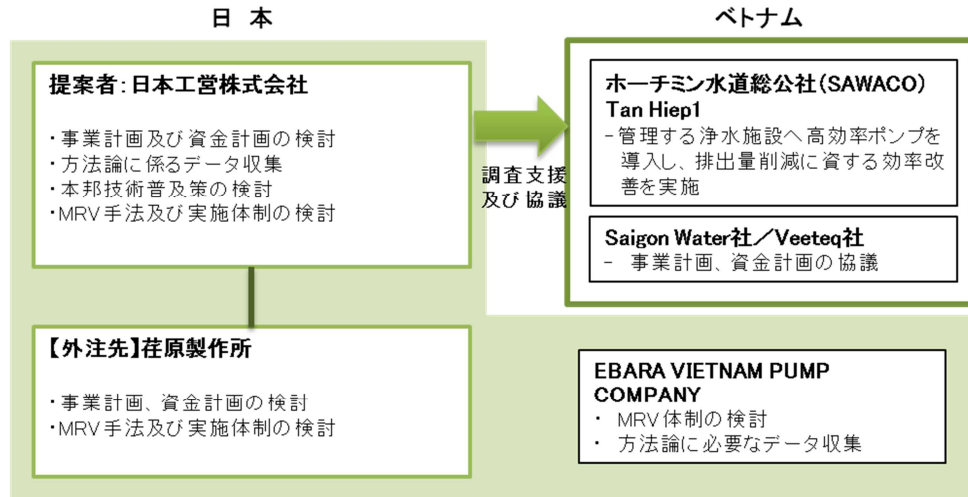 日 本
提案者：日本工営株式会社
・事業計画及び資金計画の検討
・方法論に係るデータ収集
・本邦技術普及策の検討
・MRV手法及び実施体制の検討
【外注先】荏原製作所
・事業計画、資金計画の検討
・MRV手法及び実施体制の検討
調査支援
及び協議
ベトナム
ホーチミン水道総公社（SAWACO）
Tan Hiep1
－管理する浄水施設へ高効率ポンプを
導入し、排出量削減に資する効率改
善を実施
Saigon Water社／Veeteq社
－ 事業計画、資金計画の協議
EBARA VIETNAM PUMP
COMPANY
・ MRV体制の検討
・ 方法論に必要なデータ収集